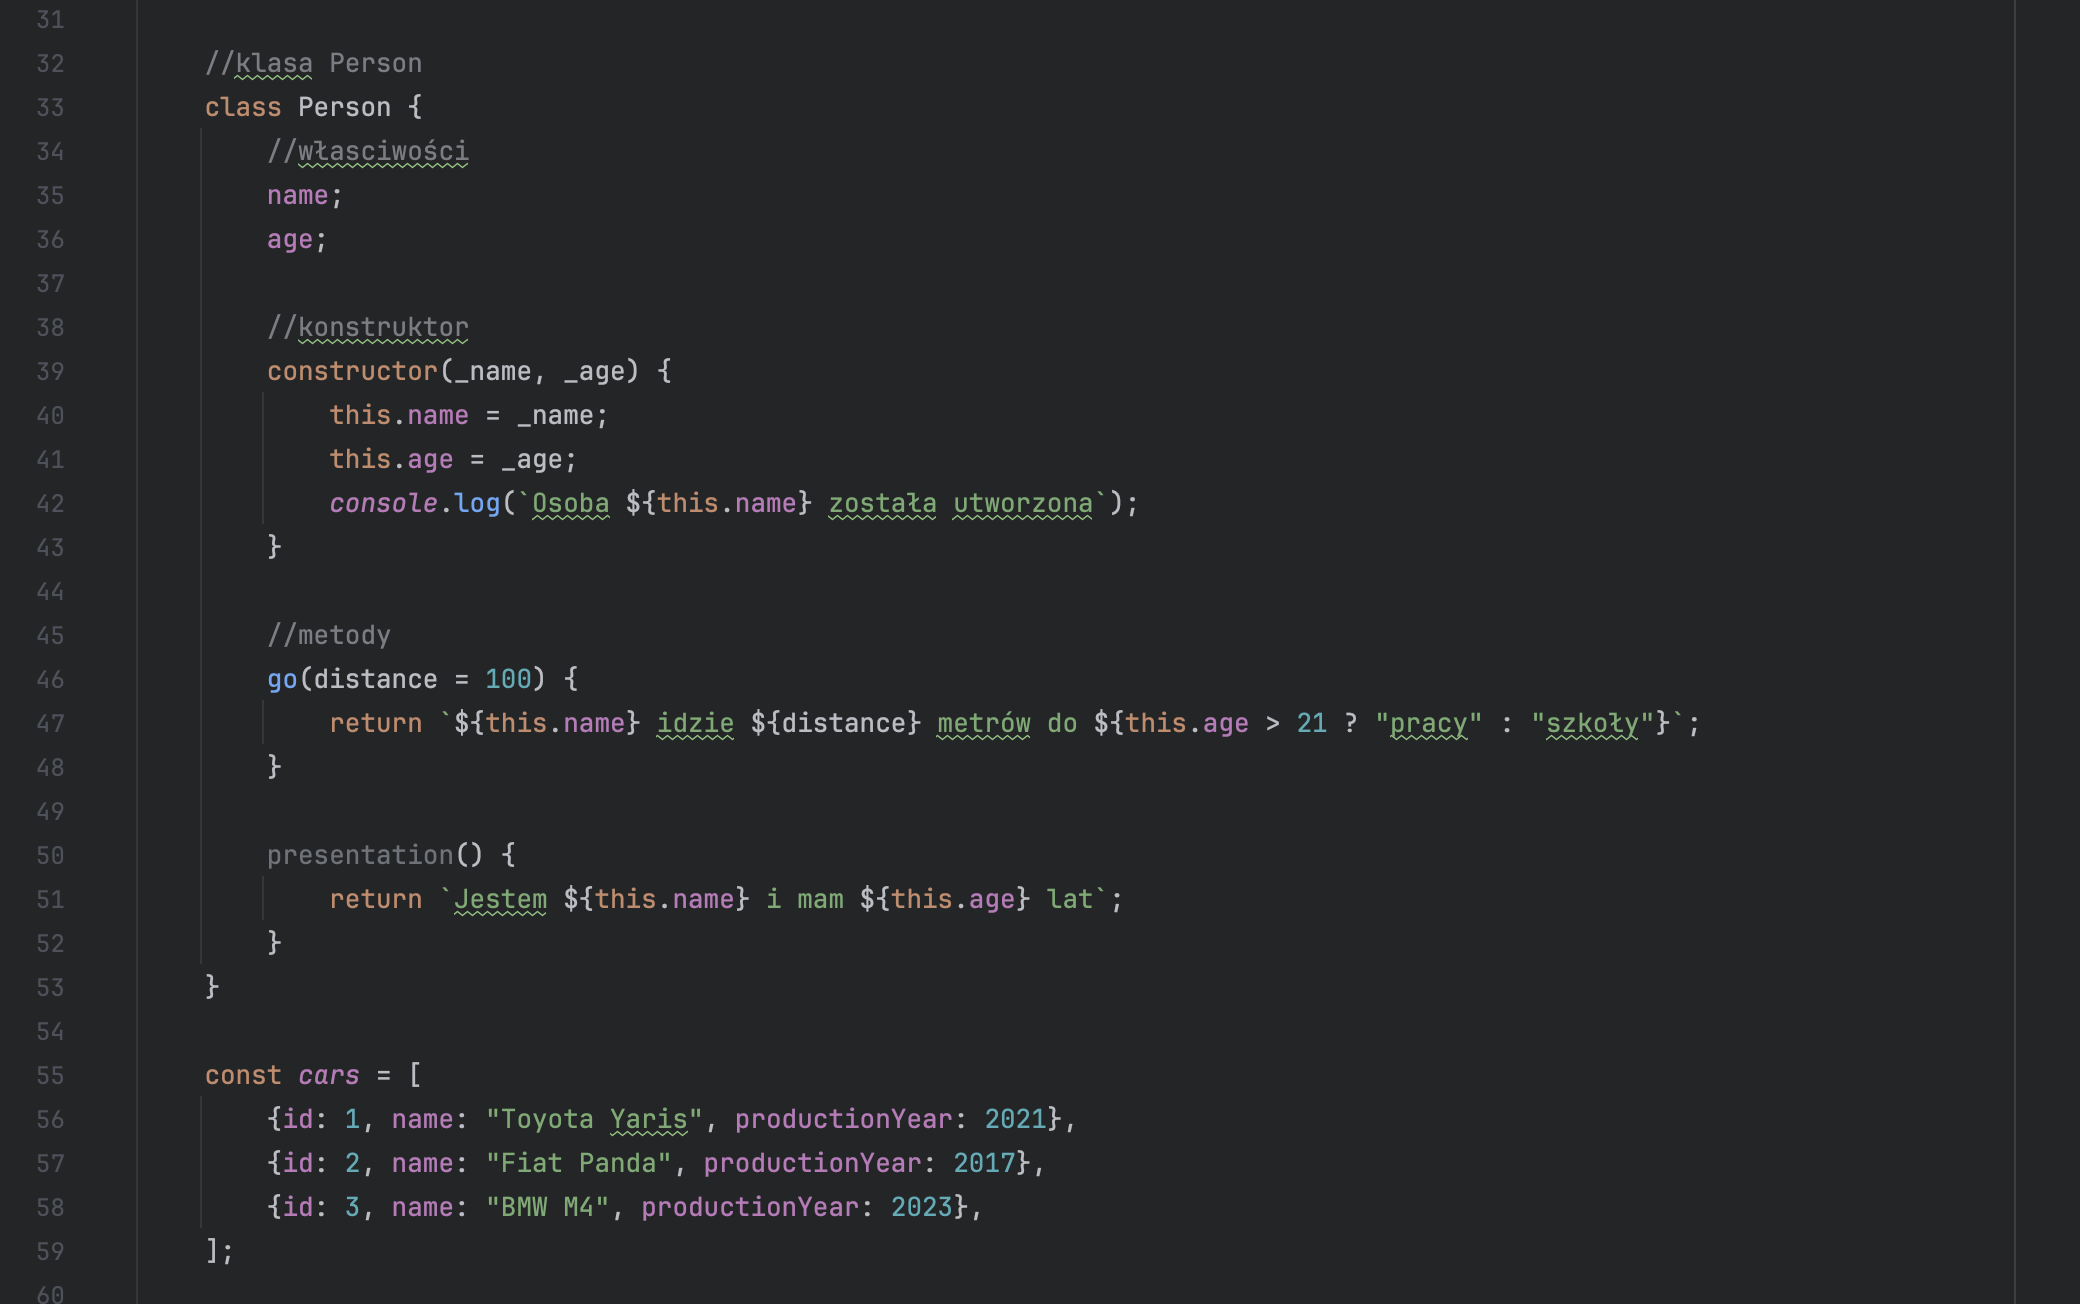 31
32 //klasa Person
33 class Person {
34 //własciwości
35 name;
36 age;
37
38 //konstruktor
39 constructor(_name, _age) {
40 this.name = _name;
41 this.age = _age;
42 console.log(`Osoba ${this.name} została utworzona`);
43 }
44
45 //metody
46 go(distance = 100) {
47 return `${this.name} idzie ${distance} metrów do ${this.age > 21 ? "pracy" : "szkoły"}`;
48 }
49
50 presentation() {
51 return `Jestem ${this.name} i mam ${this.age} lat`;
52 }
53 }
54
55 const cars = [
56 {id: 1, name: "Toyota Yaris", productionYear: 2021},
57 {id: 2, name: "Fiat Panda", productionYear: 2017},
58 {id: 3, name: "BMW M4", productionYear: 2023},
59 ];
60